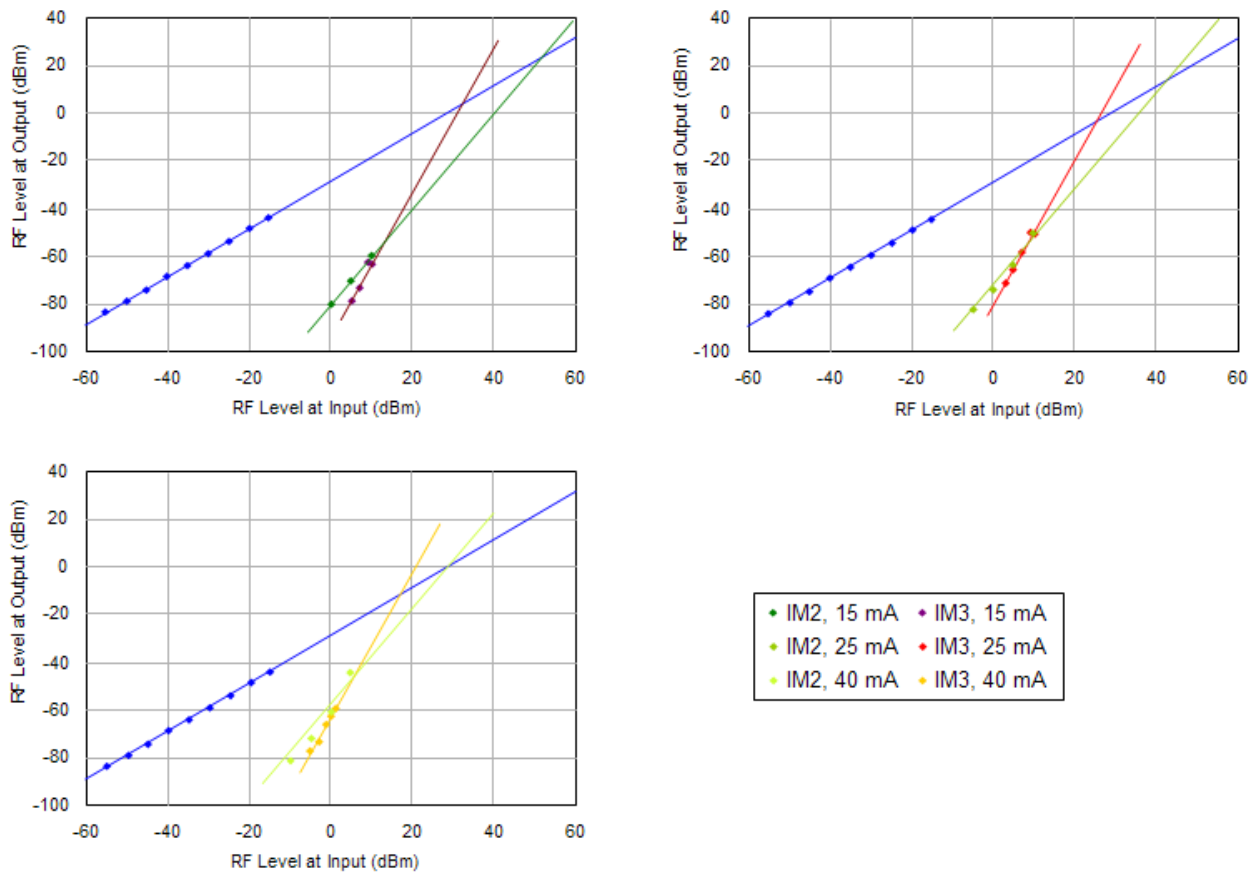 40
20
0
-20
-40
-60
-80
-100
RF Level at Output (dBm)
-60 -40 -20 0 20 40 60
RF Level at Input (dBm)
40
20
0
-20
-40
-60
-80
-100
RF Level at Output (dBm)
-60 -40 -20 0 20 40 60
RF Level at Input (dBm)
40
20
0
-20
-40
-60
-80
-100
RF Level at Output (dBm)
-60 -40 -20 0 20 40 60
RF Level at Input (dBm)
IM2, 15 mA IM3, 15 mA
IM2, 25 mA IM3, 25 mA
IM2, 40 mA IM3, 40 mA